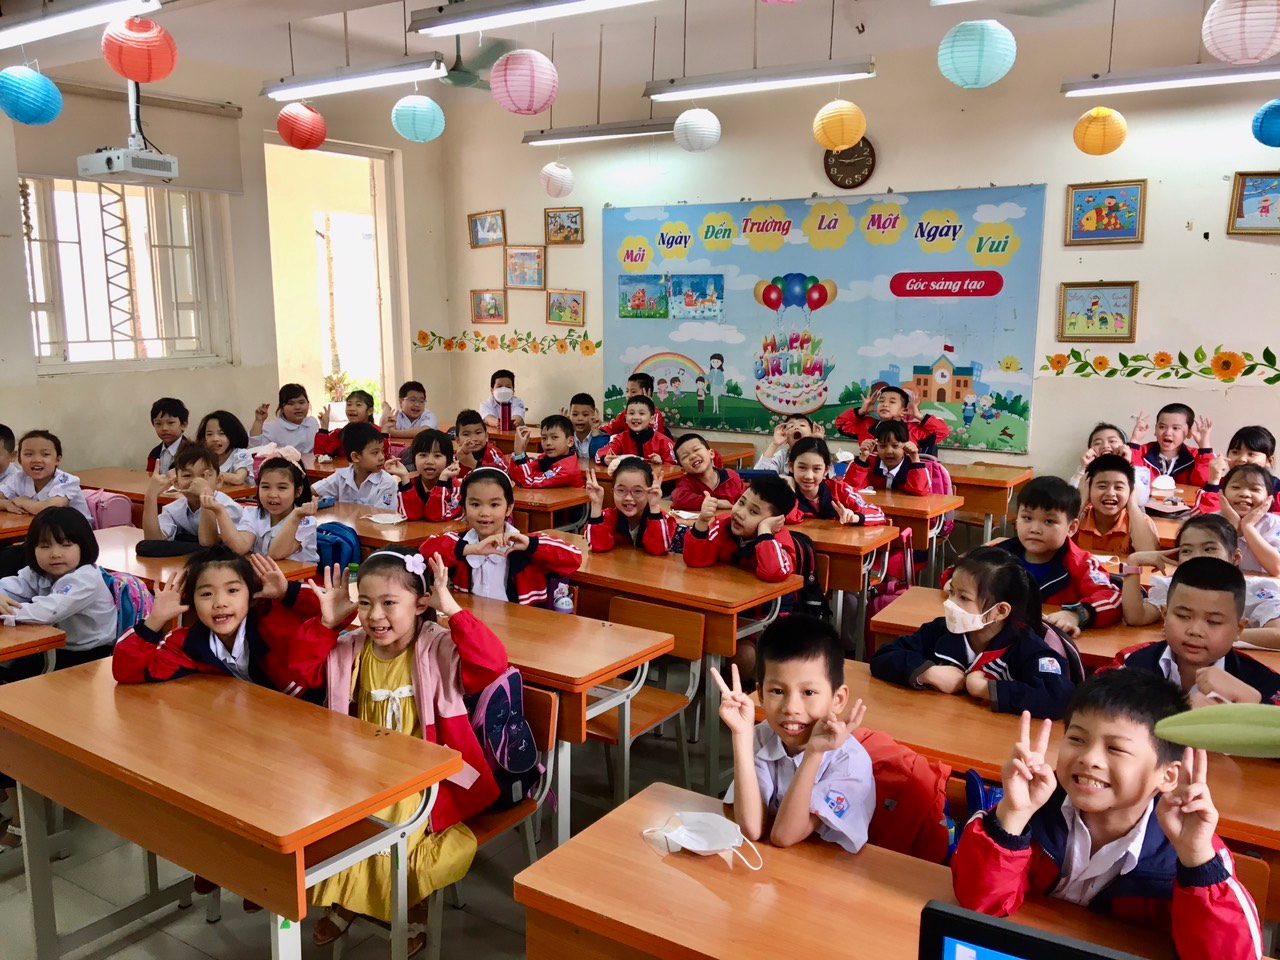 Mỗi Ngày Đến Trường Là Một Ngày Vui
Góc sáng tạo
HAPPY
BIRTHDAY